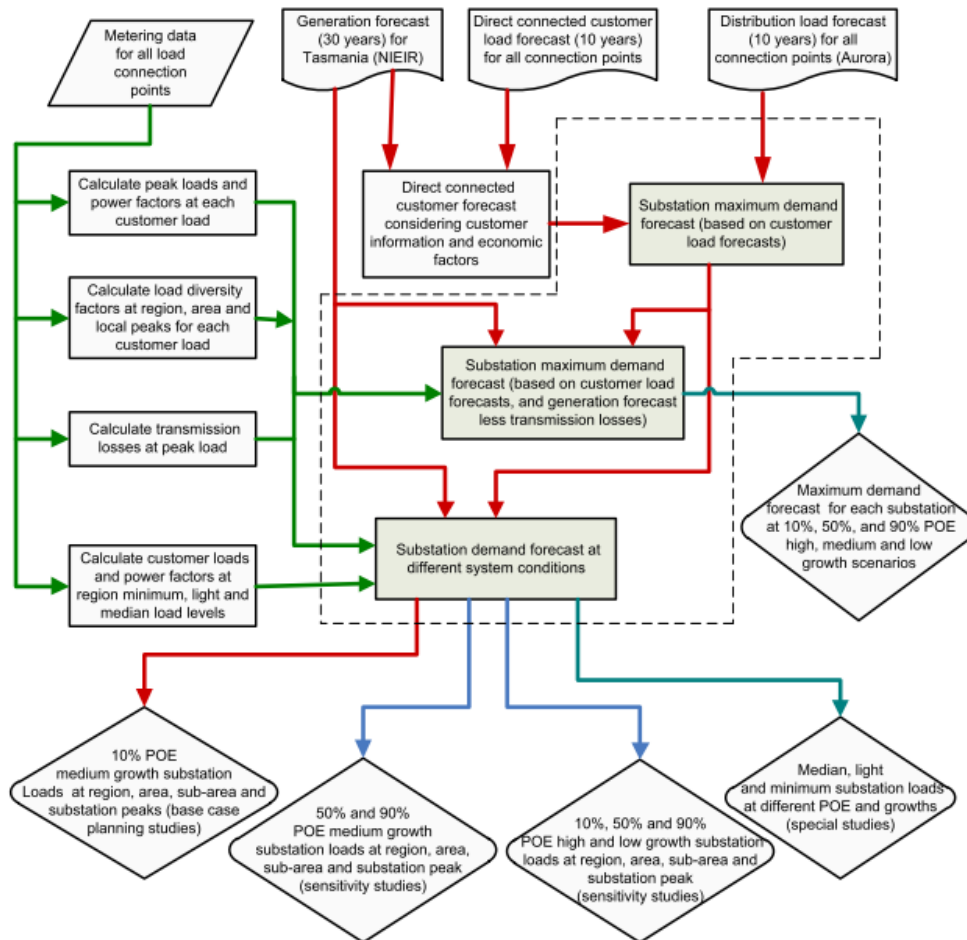 Metering data
for all load
connection
points
Generation forecast
(30 years) for
Tasmania (NIEIR)
Direct connected customer
load forecast (10 years)
for all connection points
Distribution load forecast
(10 years) for all
connection points (Aurora)
Calculate peak loads and
power factors at each
customer load
Direct connected
customer forecast
considering customer
information and economic
factors
Substation maximum demand
forecast (based on customer
load forecasts)
Calculate load diversity
factors at region, area and
local peaks for each
customer load
Substation maximum demand
forecast (based on customer load
forecasts, and generation forecast
less transmission losses)
Calculate transmission
losses at peak load
Maximum demand
forecast for each substation
at 10%, 50%, and 90% POE
high, medium and low
growth scenarios
Substation demand forecast at
different system conditions
Calculate customer loads
and power factors at
region minimum, light and
median load levels
10% POE
medium growth substation
Loads at region, area, sub-area and
substation peaks (base case
planning studies)
50% and 90%
POE medium growth
substation loads at region, area,
sub-area and substation peak
(sensitivity studies)
10%, 50% and 90%
POE high and low growth substation
loads at region, area, sub-area and
substation peak
(sensitivity studies)
Median, light
and minimum substation loads
at different POE and growths
(special studies)